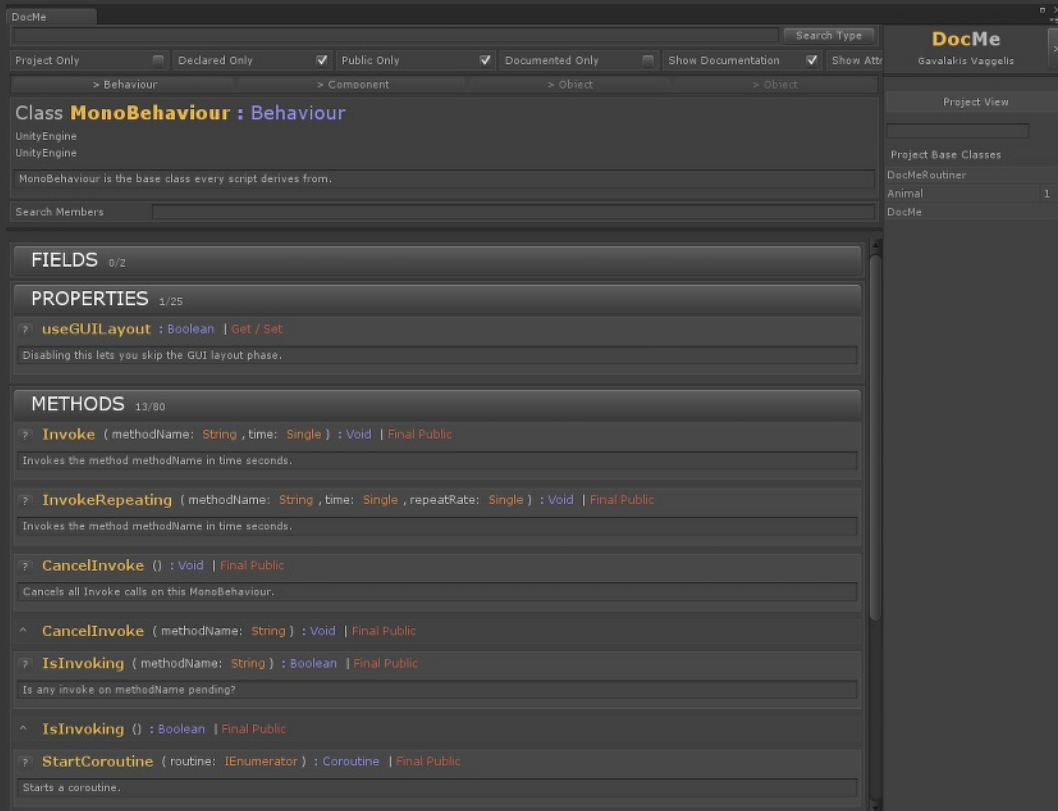 DocMe
Search Type
Project Only Declared Only Public Only Documented Only Show Documentation Show Attr
> Behaviour > Component > Object > Object
Class MonoBehaviour : Behaviour
UnityEngine
UnityEngine
MonoBehaviour is the base class every script derives from.
Search Members
FIELDS 0/2
PROPERTIES 1/25
? useGUILayout : Boolean | Get / Set
Disabling this lets you skip the GUI layout phase.
METHODS 13/80
? Invoke ( methodName: String , time: Single ) : Void | Final Public
Invokes the method methodName in time seconds.
? InvokeRepeating ( methodName: String , time: Single , repeatRate: Single ) : Void | Final Public
Invokes the method methodName in time seconds.
? CancelInvoke () : Void | Final Public
Cancels all Invoke calls on this MonoBehaviour.
^ CancelInvoke ( methodName: String ) : Void | Final Public
? IsInvoking ( methodName: String ) : Boolean | Final Public
Is any invoke on methodName pending?
^ IsInvoking () : Boolean | Final Public
? StartCoroutine ( routine: IEnumerator ) : Coroutine | Final Public
Starts a coroutine.
DocMe
Gavalakis Vaggelis
>
Project View
Project Base Classes
DocMeRoutiner
Animal 1
DocMe